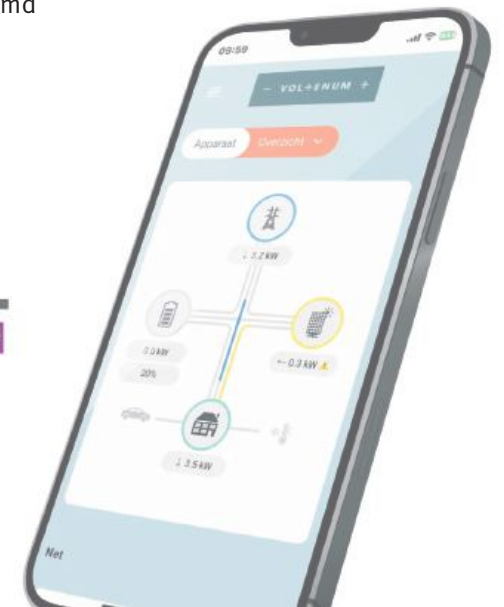 md
09:59
– VOLTENUM +
Apparaat Overzicht
↓ 3.2 kW
0.0 kW
← 0.3 kW
20%
↓ 3.5 kW
Net